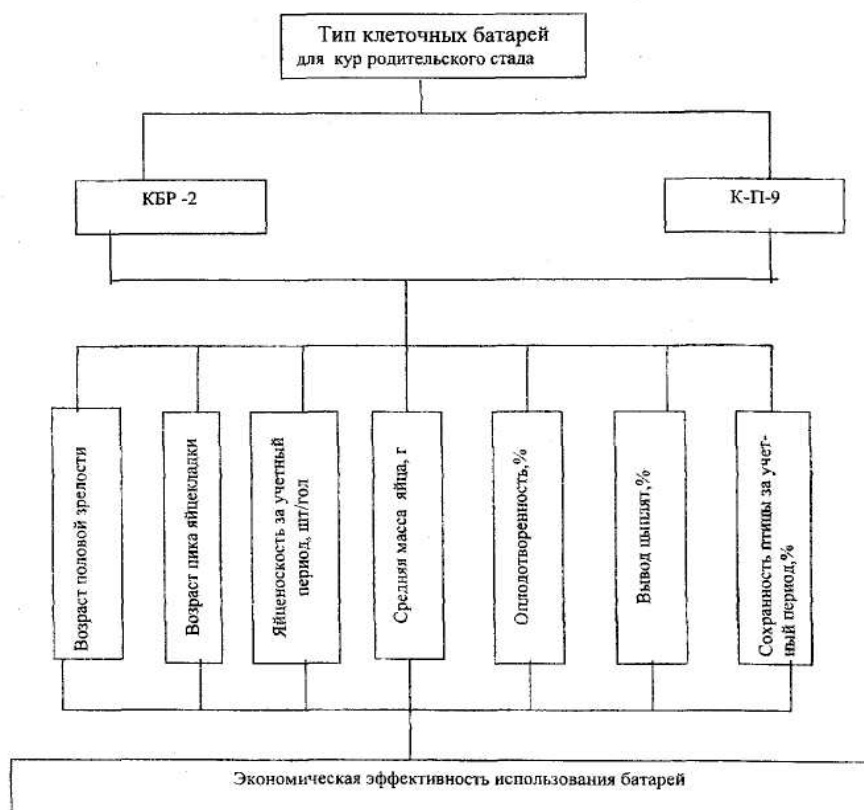 Тип клеточных батарей
для кур родительского стада
КБР -2
К-П-9
Возраст половой зрелости
Возраст пика яйцекладки
Яйценоскость за учетный
период, шт/гол
Средняя масса яйца, г
Оплодотворенность,%
Вывод цыплят,%
Сохранность птицы за учет-
ный период,%
Экономическая эффективность использования батарей